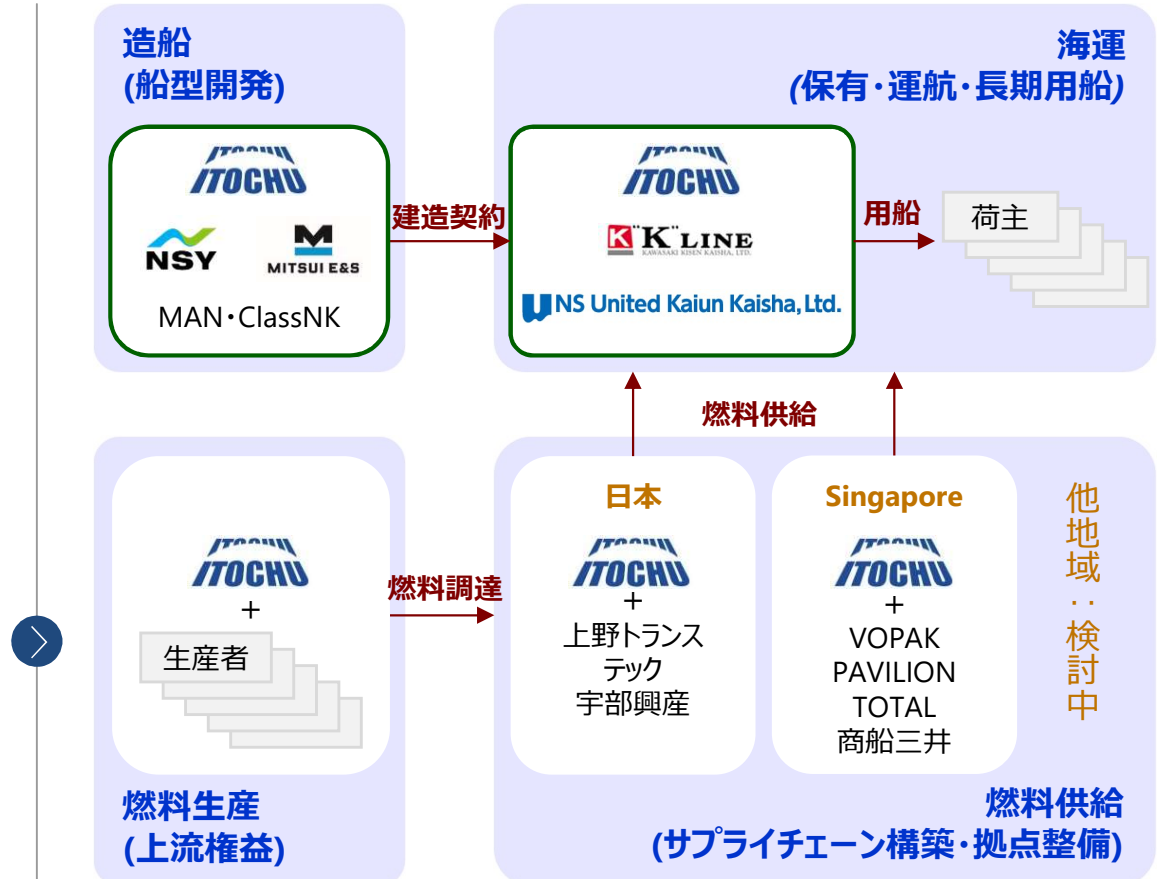 造船
(船型開発)
ITOCHU
ITOCHU
NSY
MITSUI E&S
MAN・ClassNK
建造契約
海運
(保有・運航・長期用船)
ITOCHU
ITOCHU
K "K" LINE
KAWASAKI KISEN KAISHA, LTD.
NS United Kaiun Kaisha, Ltd.
用船
荷主
燃料供給
ITOCHU
ITOCHU
+
生産者
燃料生産
(上流権益)
燃料調達
日本
ITOCHU
ITOCHU
+
上野トランス
テック
宇部興産
Singapore
ITOCHU
ITOCHU
+
VOPAK
PAVILION
TOTAL
商船三井
他地域：検討中
燃料供給
(サプライチェーン構築・拠点整備)